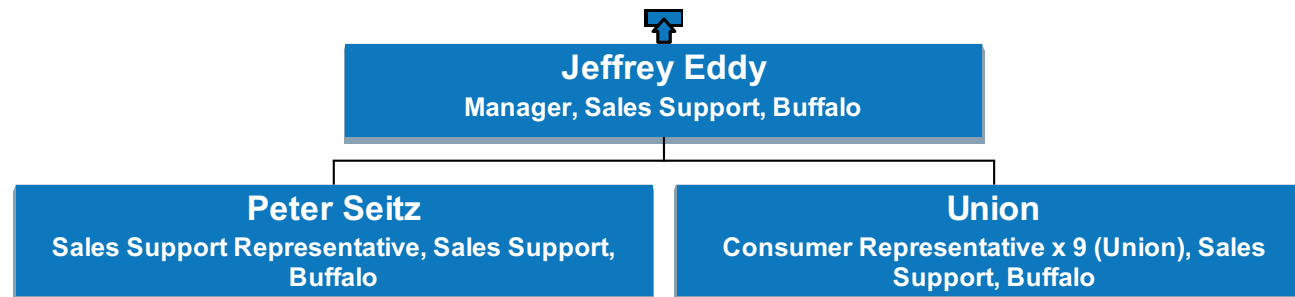 Jeffrey Eddy
Manager, Sales Support, Buffalo
Peter Seitz
Sales Support Representative, Sales Support,
Buffalo
Union
Consumer Representative x 9 (Union), Sales
Support, Buffalo